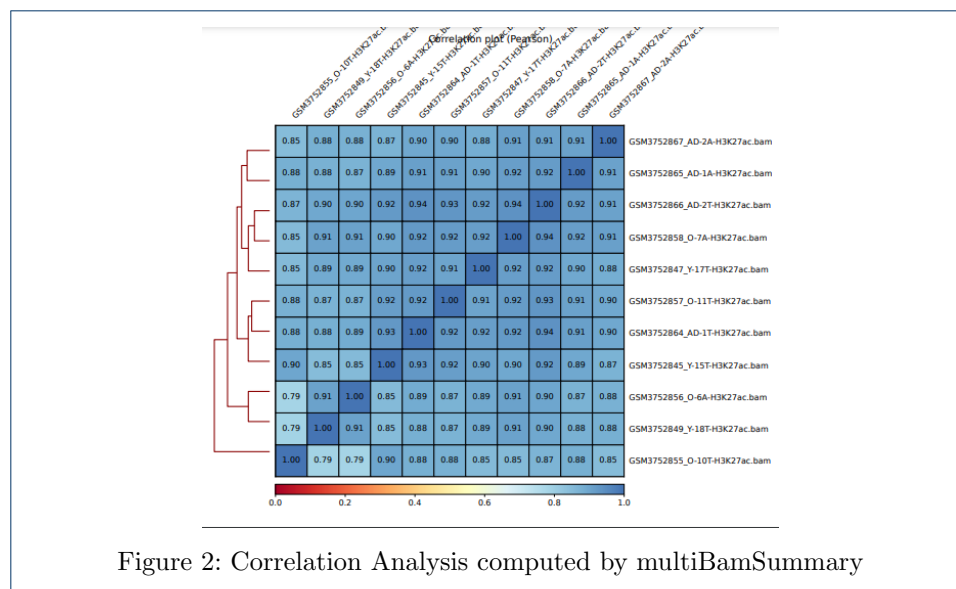 Correlation plot (Pearson)
GSM3752855_O-10T-H3K27ac.bam
GSM3752849_Y-18T-H3K27ac.bam
GSM3752856_O-6A-H3K27ac.bam
GSM3752845_Y-15T-H3K27ac.bam
GSM3752864_AD-1T-H3K27ac.bam
GSM3752857_O-11T-H3K27ac.bam
GSM3752847_Y-17T-H3K27ac.bam
GSM3752858_O-7A-H3K27ac.bam
GSM3752866_AD-2T-H3K27ac.bam
GSM3752865_AD-1A-H3K27ac.bam
GSM3752867_AD-2A-H3K27ac.bam
0.85 0.88 0.88 0.87 0.90 0.90 0.88 0.91 0.91 0.91 1.00 GSM3752867_AD-2A-H3K27ac.bam
0.88 0.88 0.87 0.89 0.91 0.91 0.90 0.92 0.92 1.00 0.91 GSM3752865_AD-1A-H3K27ac.bam
0.87 0.90 0.90 0.92 0.94 0.93 0.92 0.94 1.00 0.92 0.91 GSM3752866_AD-2T-H3K27ac.bam
0.85 0.91 0.91 0.90 0.92 0.92 0.92 1.00 0.94 0.92 0.91 GSM3752858_O-7A-H3K27ac.bam
0.85 0.89 0.89 0.90 0.92 0.91 1.00 0.92 0.92 0.90 0.88 GSM3752847_Y-17T-H3K27ac.bam
0.88 0.87 0.87 0.92 0.92 1.00 0.91 0.92 0.93 0.91 0.90 GSM3752857_O-11T-H3K27ac.bam
0.88 0.88 0.89 0.93 1.00 0.92 0.92 0.92 0.94 0.91 0.90 GSM3752864_AD-1T-H3K27ac.bam
0.90 0.85 0.85 1.00 0.93 0.92 0.90 0.90 0.92 0.89 0.87 GSM3752845_Y-15T-H3K27ac.bam
0.79 0.91 1.00 0.85 0.89 0.87 0.89 0.91 0.90 0.87 0.88 GSM3752856_O-6A-H3K27ac.bam
0.79 1.00 0.91 0.85 0.88 0.87 0.89 0.91 0.90 0.88 0.88 GSM3752849_Y-18T-H3K27ac.bam
1.00 0.79 0.79 0.90 0.88 0.88 0.85 0.85 0.87 0.88 0.85 GSM3752855_O-10T-H3K27ac.bam
0.0 0.2 0.4 0.6 0.8 1.0
Figure 2: Correlation Analysis computed by multiBamSummary